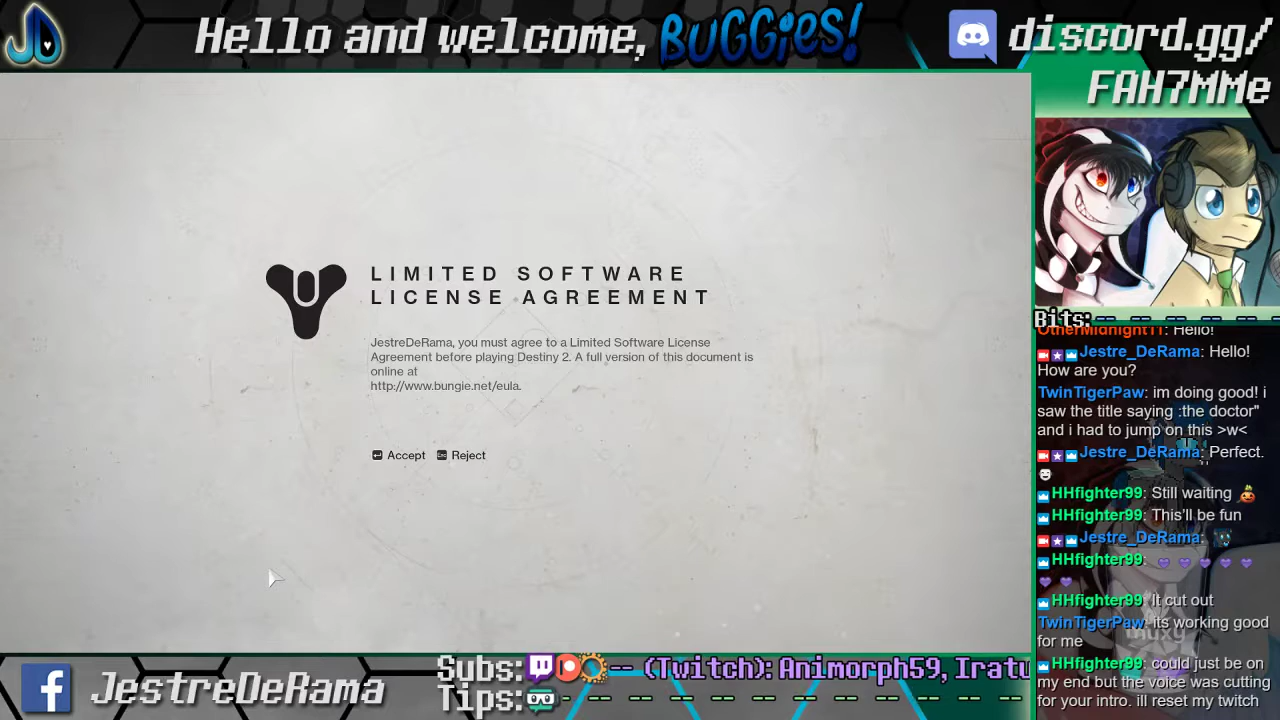 Hello and welcome, BUGGiES!
discord.gg/
FAH7MMe
LIMITED SOFTWARE
LICENSE AGREEMENT
JestreDeRama, you must agree to a Limited Software License
Agreement before playing Destiny 2. A full version of this document is
online at
http://www.bungie.net/eula.
Accept Reject
Bits: -- -- -- -- -- --
OtherMidnight11: Hello!
Jestre_DeRama: Hello!
How are you?
TwinTigerPaw: im doing good! i
saw the title saying :the doctor"
and i had to jump on this >w<
Jestre_DeRama: Perfect.
HHfighter99: Still waiting
HHfighter99: This'll be fun
Jestre_DeRama:
HHfighter99:
HHfighter99: It cut out
TwinTigerPaw: its working good
for me
muxy
HHfighter99: could just be on
my end but the voice was cutting
for your intro. ill reset my twitch
JestreDeRama
Subs: -- (Twitch): Animorph59, Iratu
Tips: -- -- -- -- -- -- -- -- -- --